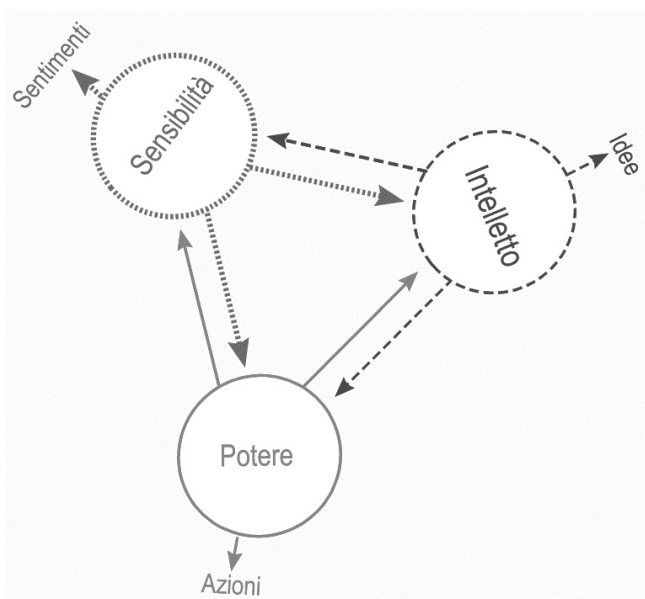 Sentimenti
Sensibilità
Intelletto
Idee
Potere
Azioni